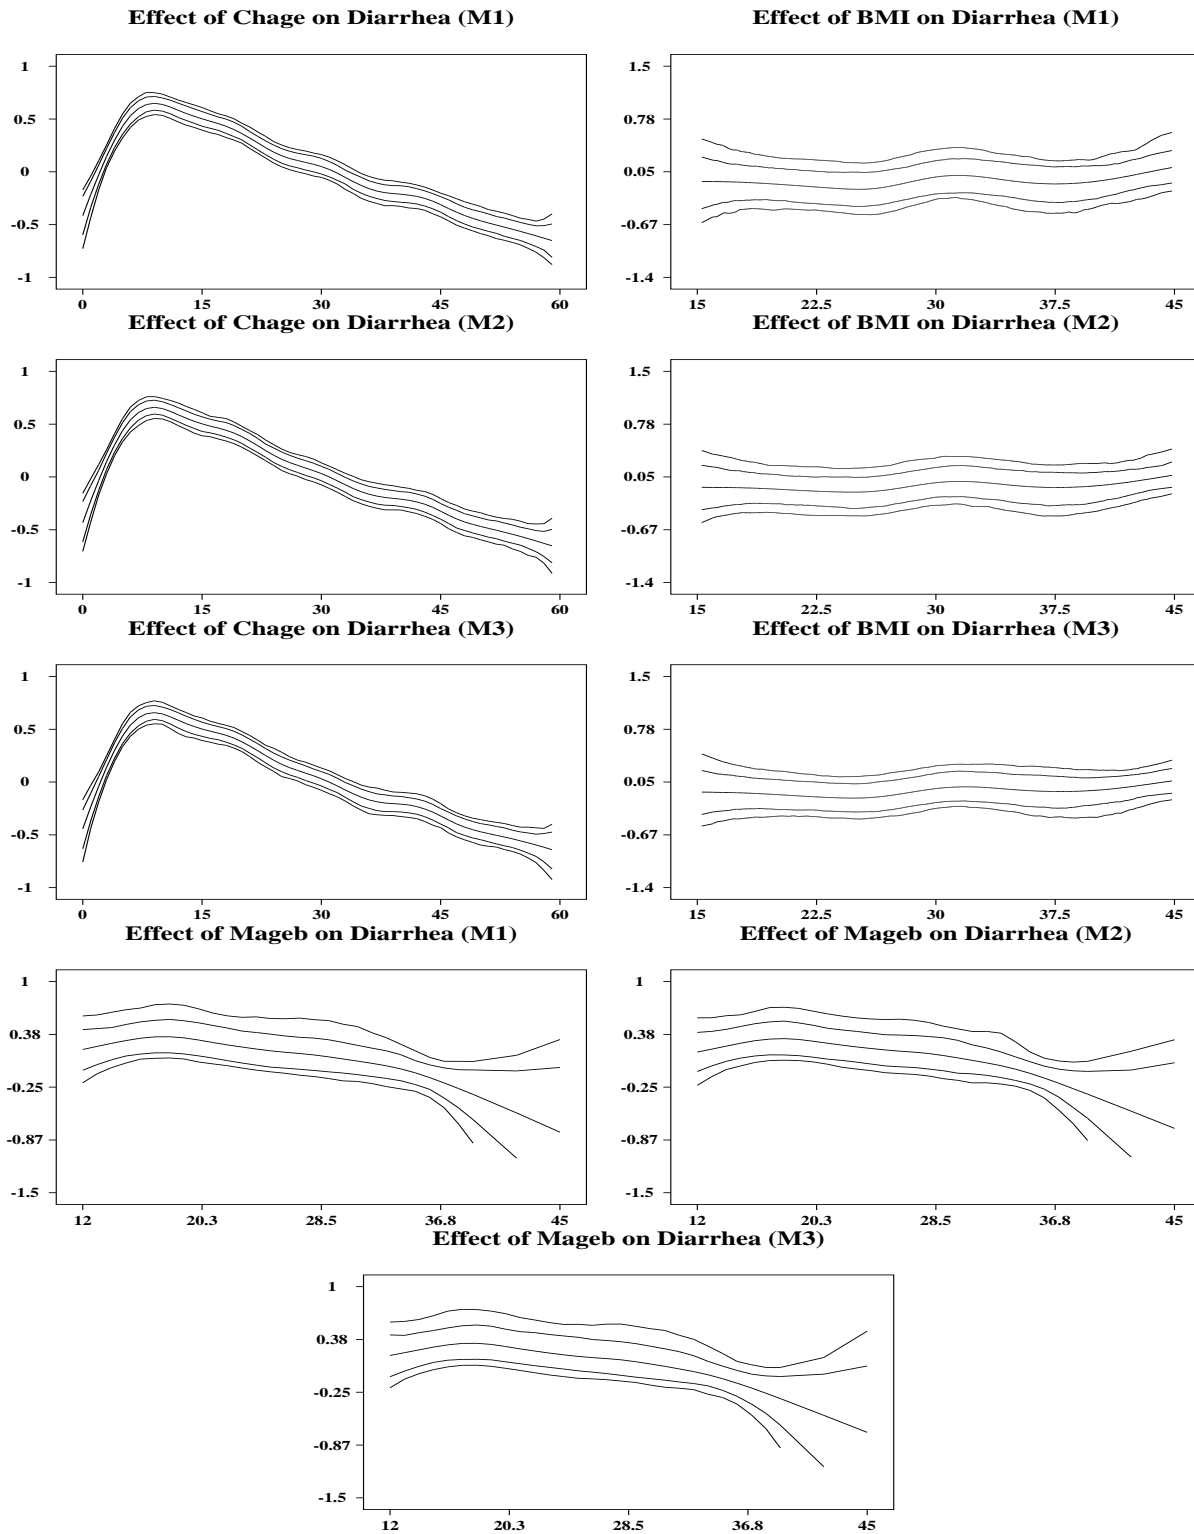 Effect of Chage on Diarrhea (M1) Effect of BMI on Diarrhea (M1)
1 1.5
0.5 0.78
0 0.05
-0.5 -0.67
-1 -1.4
0 15 30 45 60 15 22.5 30 37.5 45
Effect of Chage on Diarrhea (M2) Effect of BMI on Diarrhea (M2)
1 1.5
0.5 0.78
0 0.05
-0.5 -0.67
-1 -1.4
0 15 30 45 60 15 22.5 30 37.5 45
Effect of Chage on Diarrhea (M3) Effect of BMI on Diarrhea (M3)
1 1.5
0.5 0.78
0 0.05
-0.5 -0.67
-1 -1.4
0 15 30 45 60 15 22.5 30 37.5 45
Effect of Mageb on Diarrhea (M1) Effect of Mageb on Diarrhea (M2)
1 1
0.38 0.38
-0.25 -0.25
-0.87 -0.87
-1.5 -1.5
12 20.3 28.5 36.8 45 12 20.3 28.5 36.8 45
Effect of Mageb on Diarrhea (M3)
1
0.38
-0.25
-0.87
-1.5
12 20.3 28.5 36.8 45